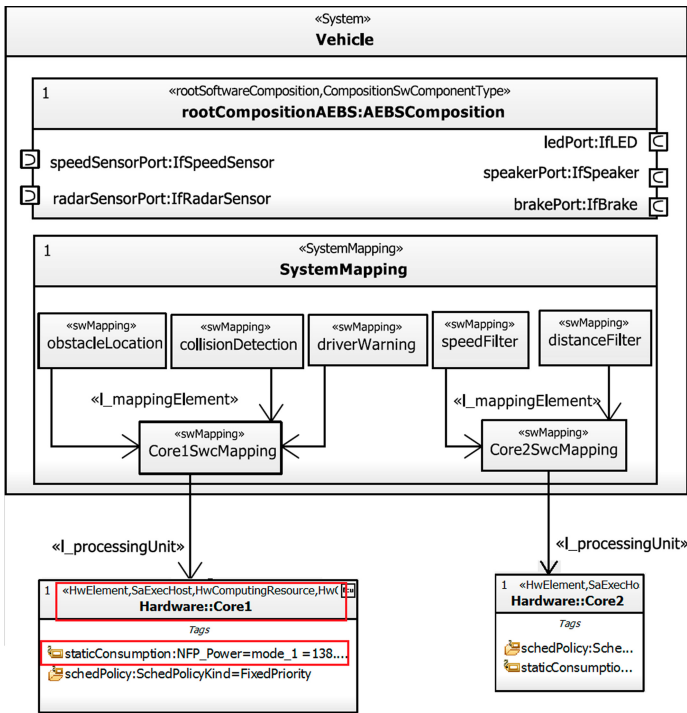 «System»
Vehicle
1 «rootSoftwareComposition,CompositionSwComponentType»
rootCompositionAEBS:AEBSComposition
ledPort:IfLED
speedSensorPort:IfSpeedSensor
speakerPort:IfSpeaker
radarSensorPort:IfRadarSensor
brakePort:IfBrake
1 «SystemMapping»
SystemMapping
«swMapping» «swMapping» «swMapping» «swMapping» «swMapping»
obstacleLocation collisionDetection driverWarning speedFilter distanceFilter
«l_mappingElement» «l_mappingElement»
«swMapping» «swMapping»
Core1SwcMapping Core2SwcMapping
«l_processingUnit» «l_processingUnit»
1 «HwElement,SaExecHost,HwComputingResource,HwC
Hardware::Core1
Tags
staticConsumption:NFP_Power=mode_1 =138....
schedPolicy:SchedPolicyKind=FixedPriority
1 «HwElement,SaExecHo
Hardware::Core2
Tags
schedPolicy:Sche...
staticConsumptio...